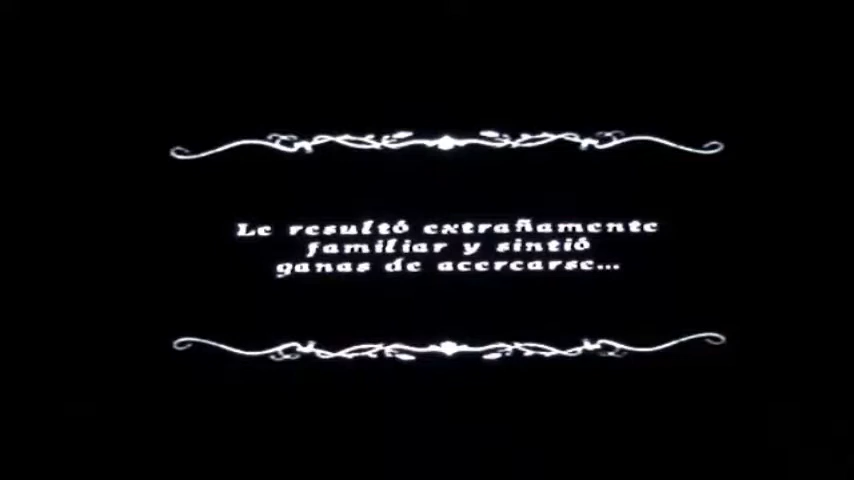 Le resultó extrañamente
familiar y sintió
ganas de acercarse...